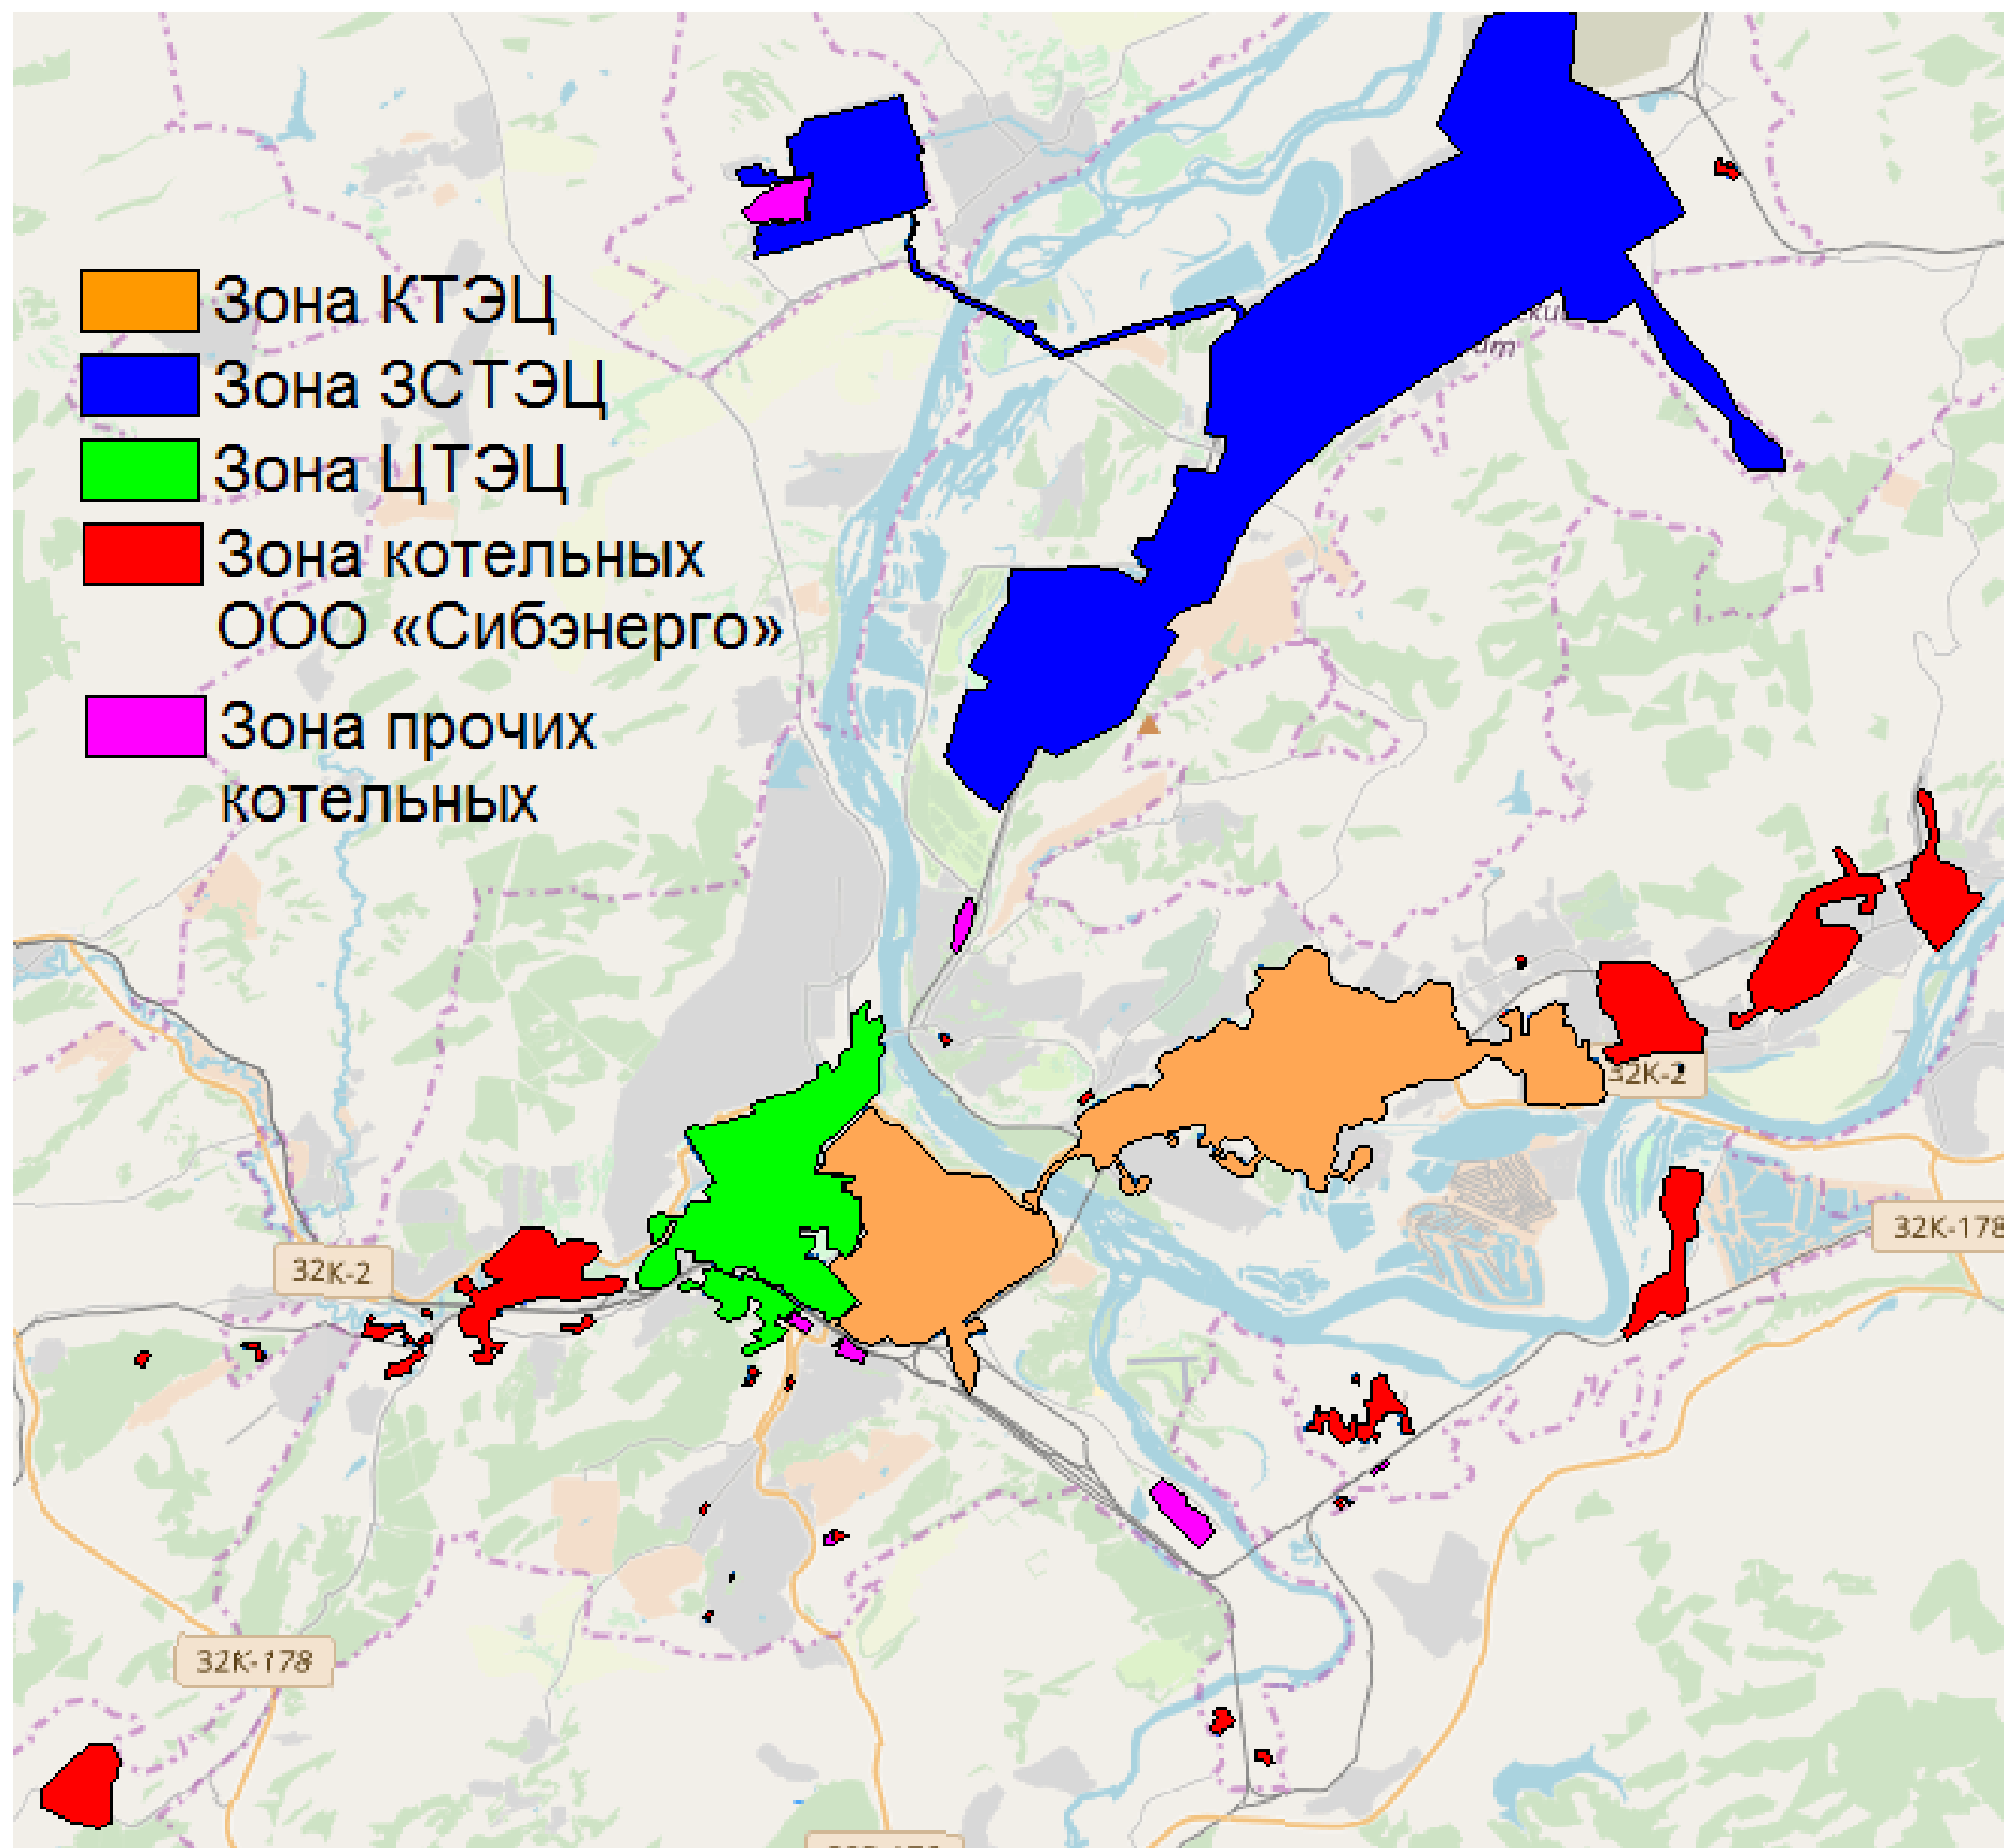 Зона КТЭЦ
Зона ЗСТЭЦ
Зона ЦТЭЦ
Зона котельных
ООО «Сибэнерго»
Зона прочих
котельных
32К-2
32К-178
32К-2
32К-178